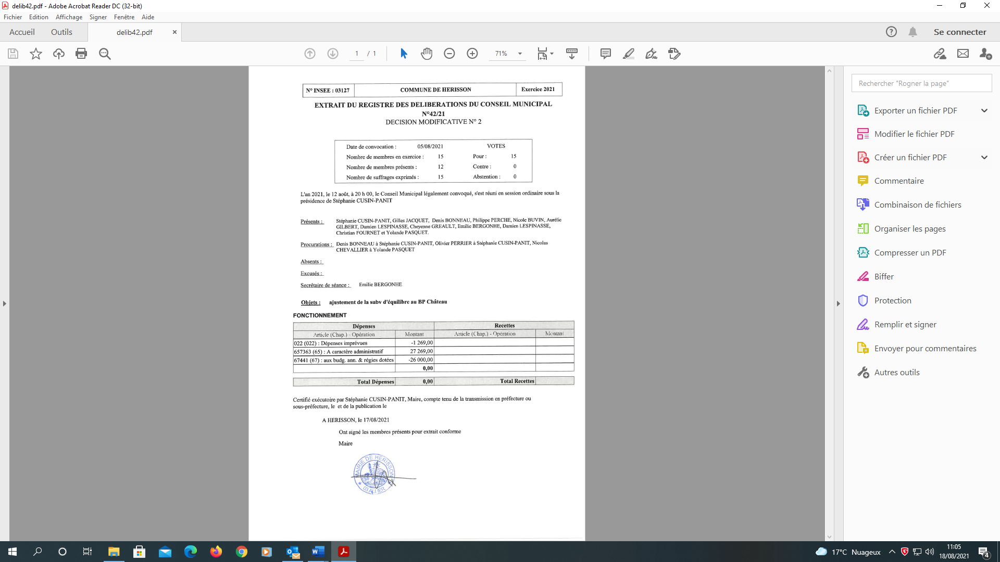 delib42.pdf - Adobe Acrobat Reader DC (32-bit)
Fichier Edition Affichage Signer Fenêtre Aide
Accueil Outils delib42.pdf × Se connecter
1 / 1 71%
N° INSEE : 03127 COMMUNE DE HERISSON Exercice 2021
EXTRAIT DU REGISTRE DES DELIBERATIONS DU CONSEIL MUNICIPAL
N°42/21
DECISION MODIFICATIVE N° 2
Date de convocation : 05/08/2021 VOTES
Nombre de membres en exercice : 15 Pour : 15
Nombre de membres présents : 12 Contre : 0
Nombre de suffrages exprimés : 15 Abstention : 0
L'an 2021, le 12 août, à 20 h 00, le Conseil Municipal légalement convoqué, s'est réuni en session ordinaire sous la
présidence de Stéphanie CUSIN-PANIT
Présents : Stéphanie CUSIN-PANIT, Gilles JACQUET, Denis BONNEAU, Philippe PERCHE, Nicole BUVIN, Aurélie
GILBERT, Damien LESPINASSE, Cheyenne GREAULT, Emilie BERGONHE, Damien LESPINASSE,
Christian FOURNET et Yolande PASQUET.
Procurations : Denis BONNEAU à Stéphanie CUSIN-PANIT, Olivier PERRIER à Stéphanie CUSIN-PANIT, Nicolas
CHEVALLIER à Yolande PASQUET
Absents :
Excusés :
Secrétaire de séance : Emilie BERGONHE
Objets : ajustement de la subv d'équilibre au BP Château
FONCTIONNEMENT
Dépenses Recettes
Article (Chap.) - Opération Montant Article (Chap.) - Opération Montant
022 (022) : Dépenses imprévues -1 269,00
657363 (65) : A caractère administratif 27 269,00
67441 (67) : aux budg. ann. & régies dotées -26 000,00
0,00
Total Dépenses 0,00 Total Recettes
Certifié exécutoire par Stéphanie CUSIN-PANIT, Maire, compte tenu de la transmission en préfecture ou
sous-préfecture, le et de la publication le
A HERISSON, le 17/08/2021
Ont signé les membres présents pour extrait conforme
Maire
MAIRIE DE HERISSON
03 ALLIER
Rechercher "Rogner la page"
Exporter un fichier PDF
Modifier le fichier PDF
Créer un fichier PDF
Commentaire
Combinaison de fichiers
Organiser les pages
Compresser un PDF
Biffer
Protection
Remplir et signer
Envoyer pour commentaires
Autres outils
17°C Nuageux
11:05
18/08/2021
4